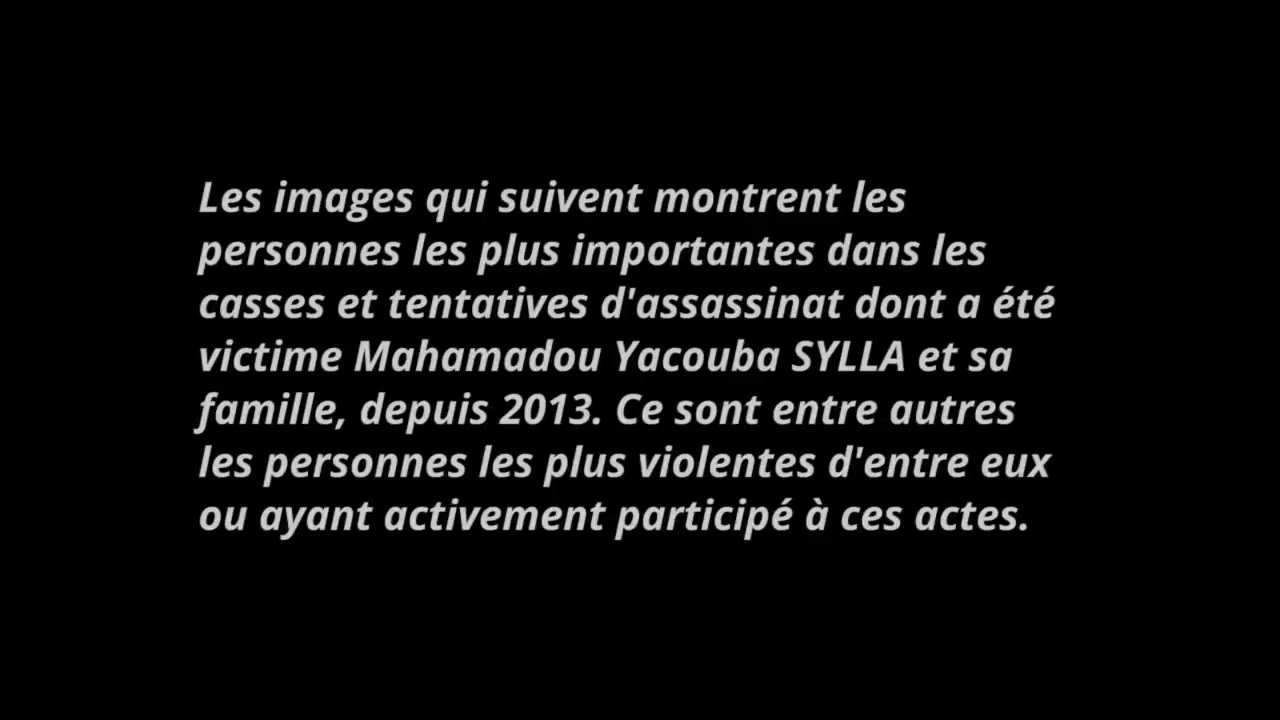 Les images qui suivent montrent les
personnes les plus importantes dans les
casses et tentatives d'assassinat dont a été
victime Mahamadou Yacouba SYLLA et sa
famille, depuis 2013. Ce sont entre autres
les personnes les plus violentes d'entre eux
ou ayant activement participé à ces actes.